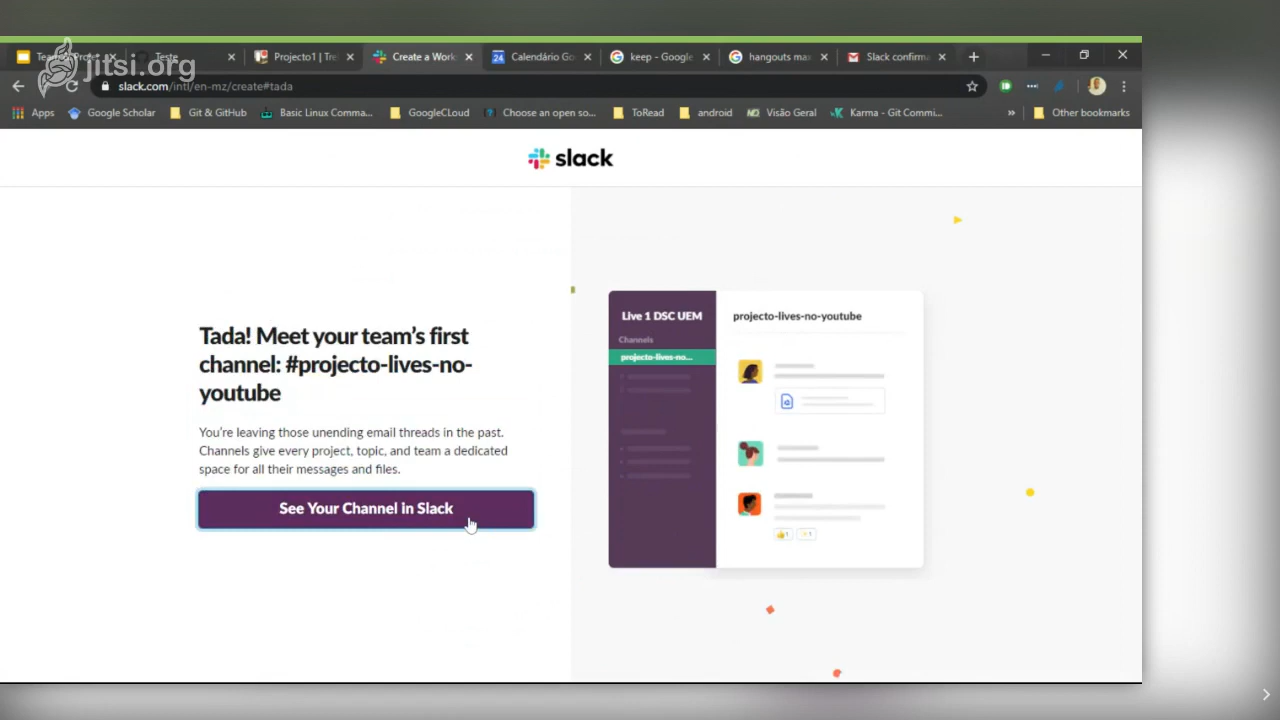 jitsi.org
Teste
Projecto1 | Tre
Create a Work
Calendário Go
keep - Google
hangouts ma
Slack confirma
slack.com/intl/en-mz/create#tada
Apps
Google Scholar
Git & GitHub
Basic Linux Comma...
GoogleCloud
Choose an open so...
ToRead
android
Visão Geral
Karma - Git Commi...
»
Other bookmarks
slack
Tada! Meet your team’s first
channel: #projecto-lives-no-
youtube
You’re leaving those unending email threads in the past.
Channels give every project, topic, and team a dedicated
space for all their messages and files.
See Your Channel in Slack
Live 1 DSC UEM
Channels
projecto-lives-no...
projecto-lives-no-youtube